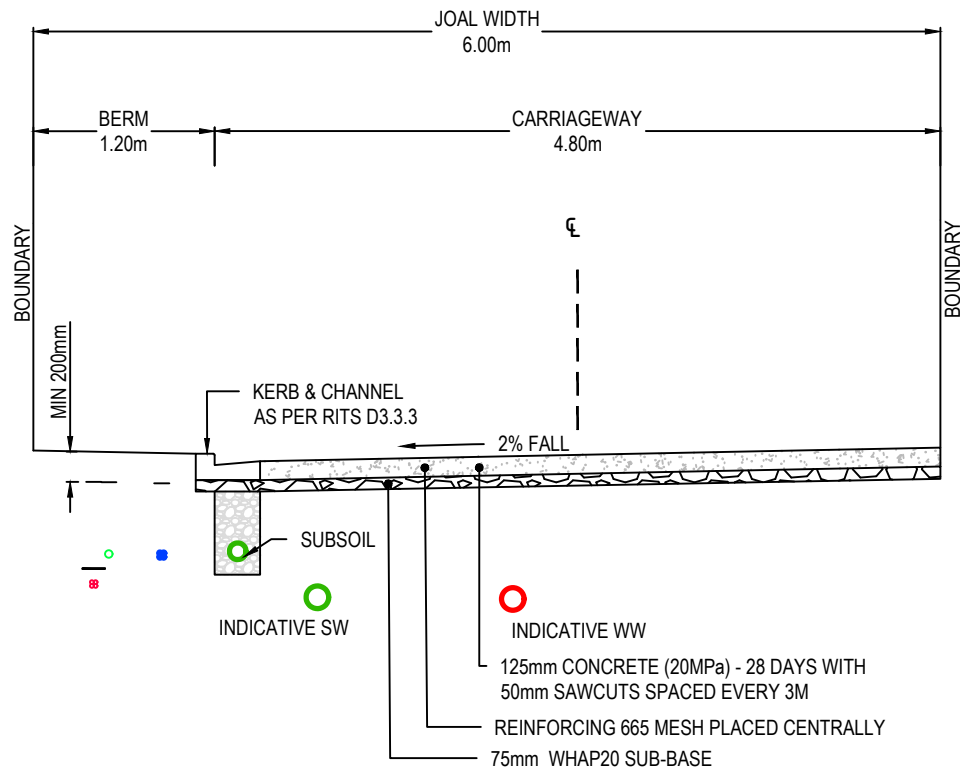 JOAL WIDTH
6.00m
BERM
1.20m
CARRIAGEWAY
4.80m
BOUNDARY
BOUNDARY
℄
MIN 200mm
KERB & CHANNEL
AS PER RITS D3.3.3
2% FALL
SUBSOIL
INDICATIVE SW
INDICATIVE WW
125mm CONCRETE (20MPa) - 28 DAYS WITH
50mm SAWCUTS SPACED EVERY 3M
REINFORCING 665 MESH PLACED CENTRALLY
75mm WHAP20 SUB-BASE